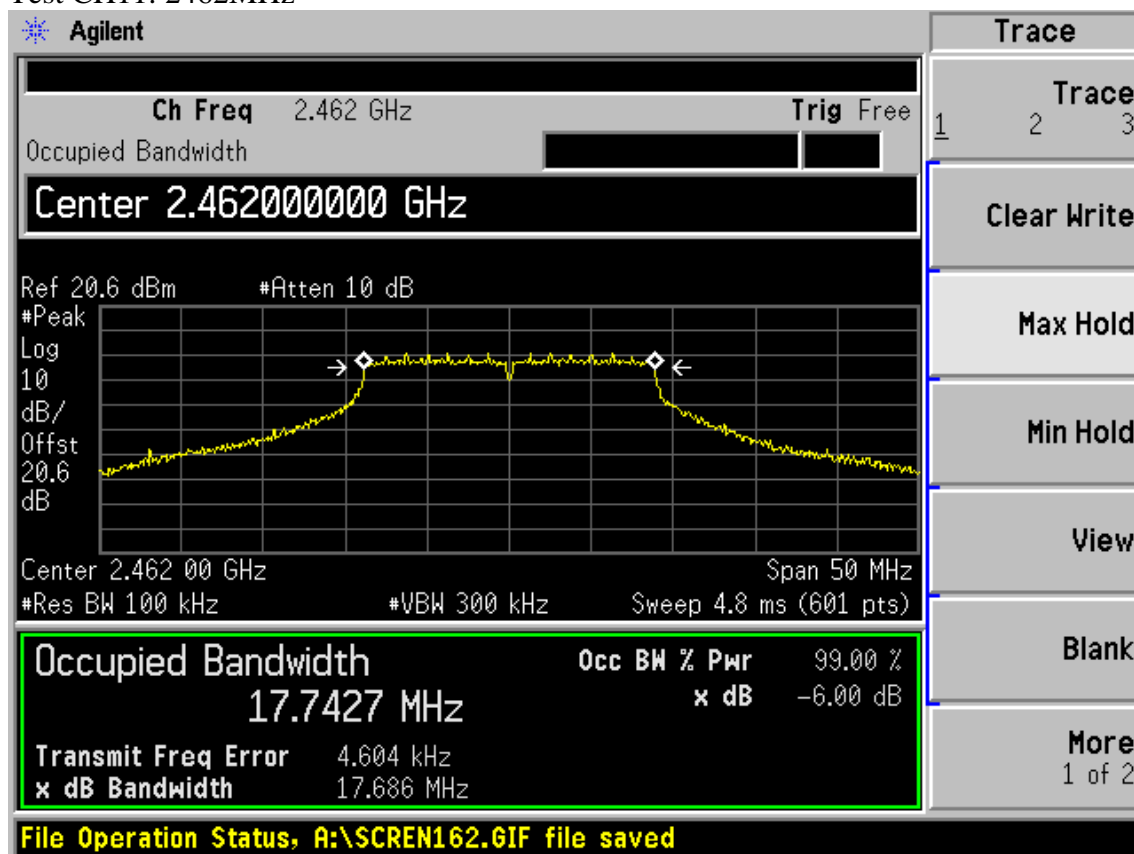 Test CH11: 2462MHz
Agilent
Trace
Ch Freq 2.462 GHz Trig Free
Occupied Bandwidth
Trace
1 2 3
Center 2.462000000 GHz
Clear Write
Ref 20.6 dBm #Atten 10 dB
#Peak
Log
10
dB/
Offst
20.6
dB
Max Hold
Min Hold
View
Center 2.462 00 GHz Span 50 MHz
#Res BW 100 kHz #VBW 300 kHz Sweep 4.8 ms (601 pts)
Occupied Bandwidth Occ BW % Pwr 99.00 %
17.7427 MHz x dB -6.00 dB
Blank
Transmit Freq Error 4.604 kHz
x dB Bandwidth 17.686 MHz
More
1 of 2
File Operation Status, A:\SCREN162.GIF file saved